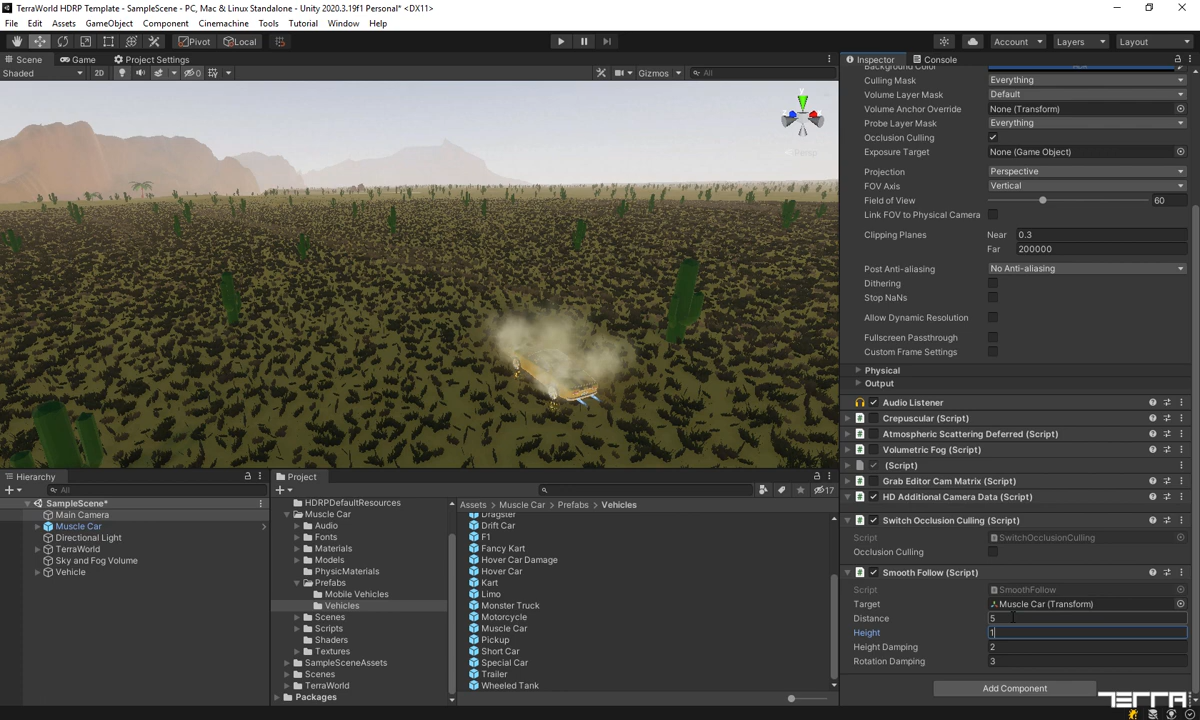 TerraWorld HDRP Template - SampleScene - PC, Mac & Linux Standalone - Unity 2020.3.19f1 Personal* <DX11>
File Edit Assets GameObject Component Cinemachine Tools Tutorial Window Help
Pivot Local Account Layers Layout
Scene Game Project Settings Inspector Console
Shaded 2D 0 Gizmos All
Culling Mask Everything
Volume Layer Mask Default
Volume Anchor Override None (Transform)
Probe Layer Mask Everything
Occlusion Culling
Exposure Target None (Game Object)
Projection Perspective
FOV Axis Vertical
Field of View 60
Link FOV to Physical Camera
Clipping Planes Near 0.3
Far 200000
Post Anti-aliasing No Anti-aliasing
Dithering
Stop NaNs
Allow Dynamic Resolution
Fullscreen Passthrough
Custom Frame Settings
Physical
Output
Audio Listener
Crepuscular (Script)
Atmospheric Scattering Deferred (Script)
Volumetric Fog (Script)
(Script)
Grab Editor Cam Matrix (Script)
HD Additional Camera Data (Script)
Switch Occlusion Culling (Script)
Script SwitchOcclusionCulling
Occlusion Culling
Smooth Follow (Script)
Script SmoothFollow
Target Muscle Car (Transform)
Distance 5
Height 1
Height Damping 2
Rotation Damping 3
Add Component
TERRA
Hierarchy
All
SampleScene*
Main Camera
Muscle Car
Directional Light
TerraWorld
Sky and Fog Volume
Vehicle
Project
17
HDRPDefaultResources
Muscle Car
Audio
Fonts
Materials
Models
PhysicMaterials
Prefabs
Mobile Vehicles
Vehicles
Scenes
Scripts
Shaders
Textures
SampleSceneAssets
Scenes
TerraWorld
Packages
Assets > Muscle Car > Prefabs > Vehicles
Dragster
Drift Car
F1
Fancy Kart
Hover Car Damage
Hover Car
Kart
Limo
Monster Truck
Motorcycle
Muscle Car
Pickup
Short Car
Special Car
Trailer
Wheeled Tank